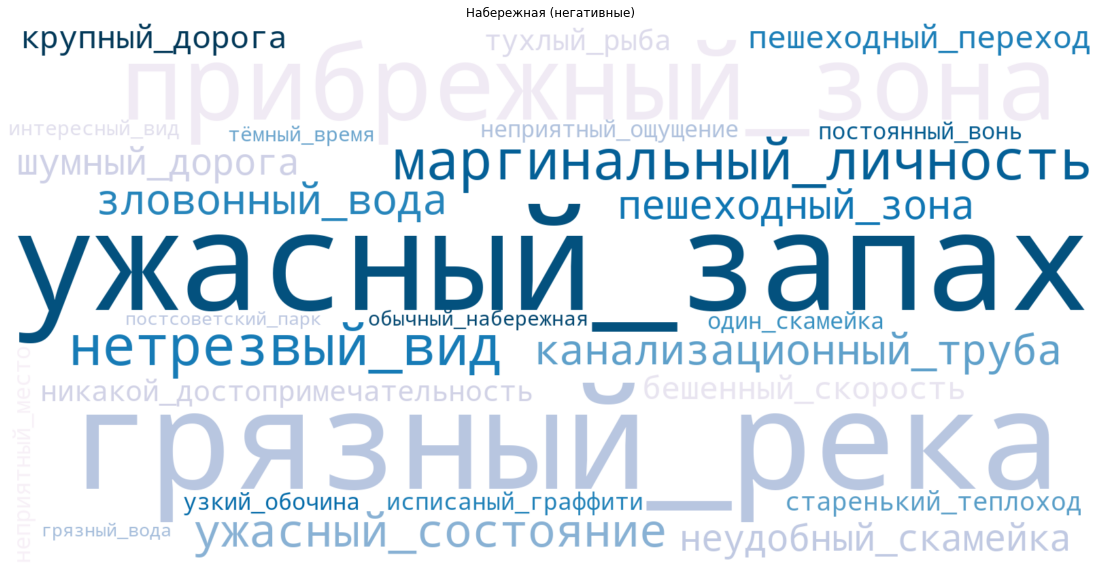 Набережная (негативные)
крупный_дорога
тухлый_рыба
пешеходный_переход
прибрежный_зона
интересный_вид
тёмный_время
неприятный_ощущение
постоянный_вонь
шумный_дорога
маргинальный_личность
зловонный_вода
пешеходный_зона
ужасный_запах
постсоветский_парк
обычный_набережная
один_скамейка
нетрезвый_вид
канализационный_труба
никакой_достопримечательность
бешенный_скорость
неприятный_место
грязный_река
узкий_обочина
исписаный_граффити
старенький_теплоход
грязный_вода
ужасный_состояние
неудобный_скамейка